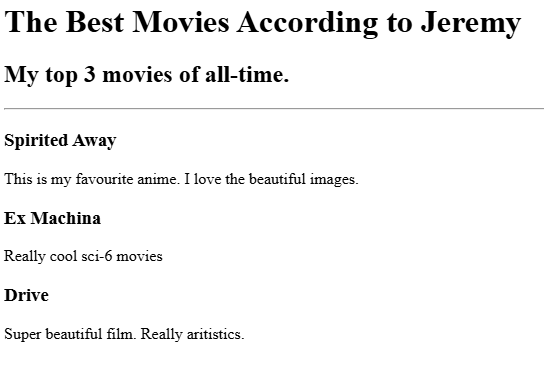 The Best Movies According to Jeremy
My top 3 movies of all-time.
Spirited Away
This is my favourite anime. I love the beautiful images.
Ex Machina
Really cool sci-6 movies
Drive
Super beautiful film. Really aritistics.